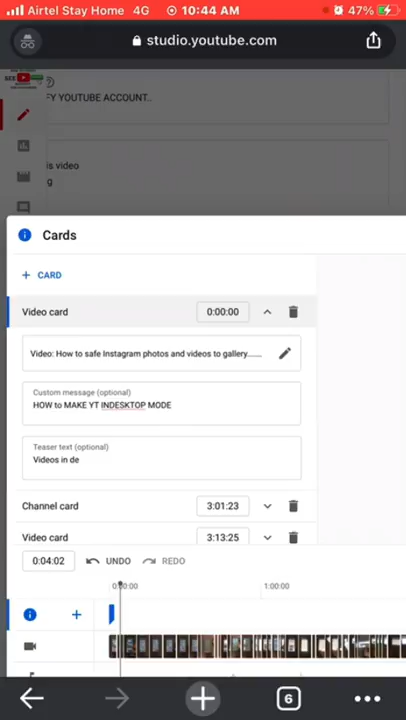 Airtel Stay Home 4G 10:44 AM 47%
studio.youtube.com
SEE
FY YOUTUBE ACCOUNT..
is video
g
Cards
+ CARD
Video card 0:00:00
Video: How to safe Instagram photos and videos to gallery......
Custom message (optional)
HOW to MAKE YT INDESKTOP MODE
Teaser text (optional)
Videos in de
Channel card 3:01:23
Video card 3:13:25
0:04:02 UNDO REDO
0:00:00 1:00:00
6